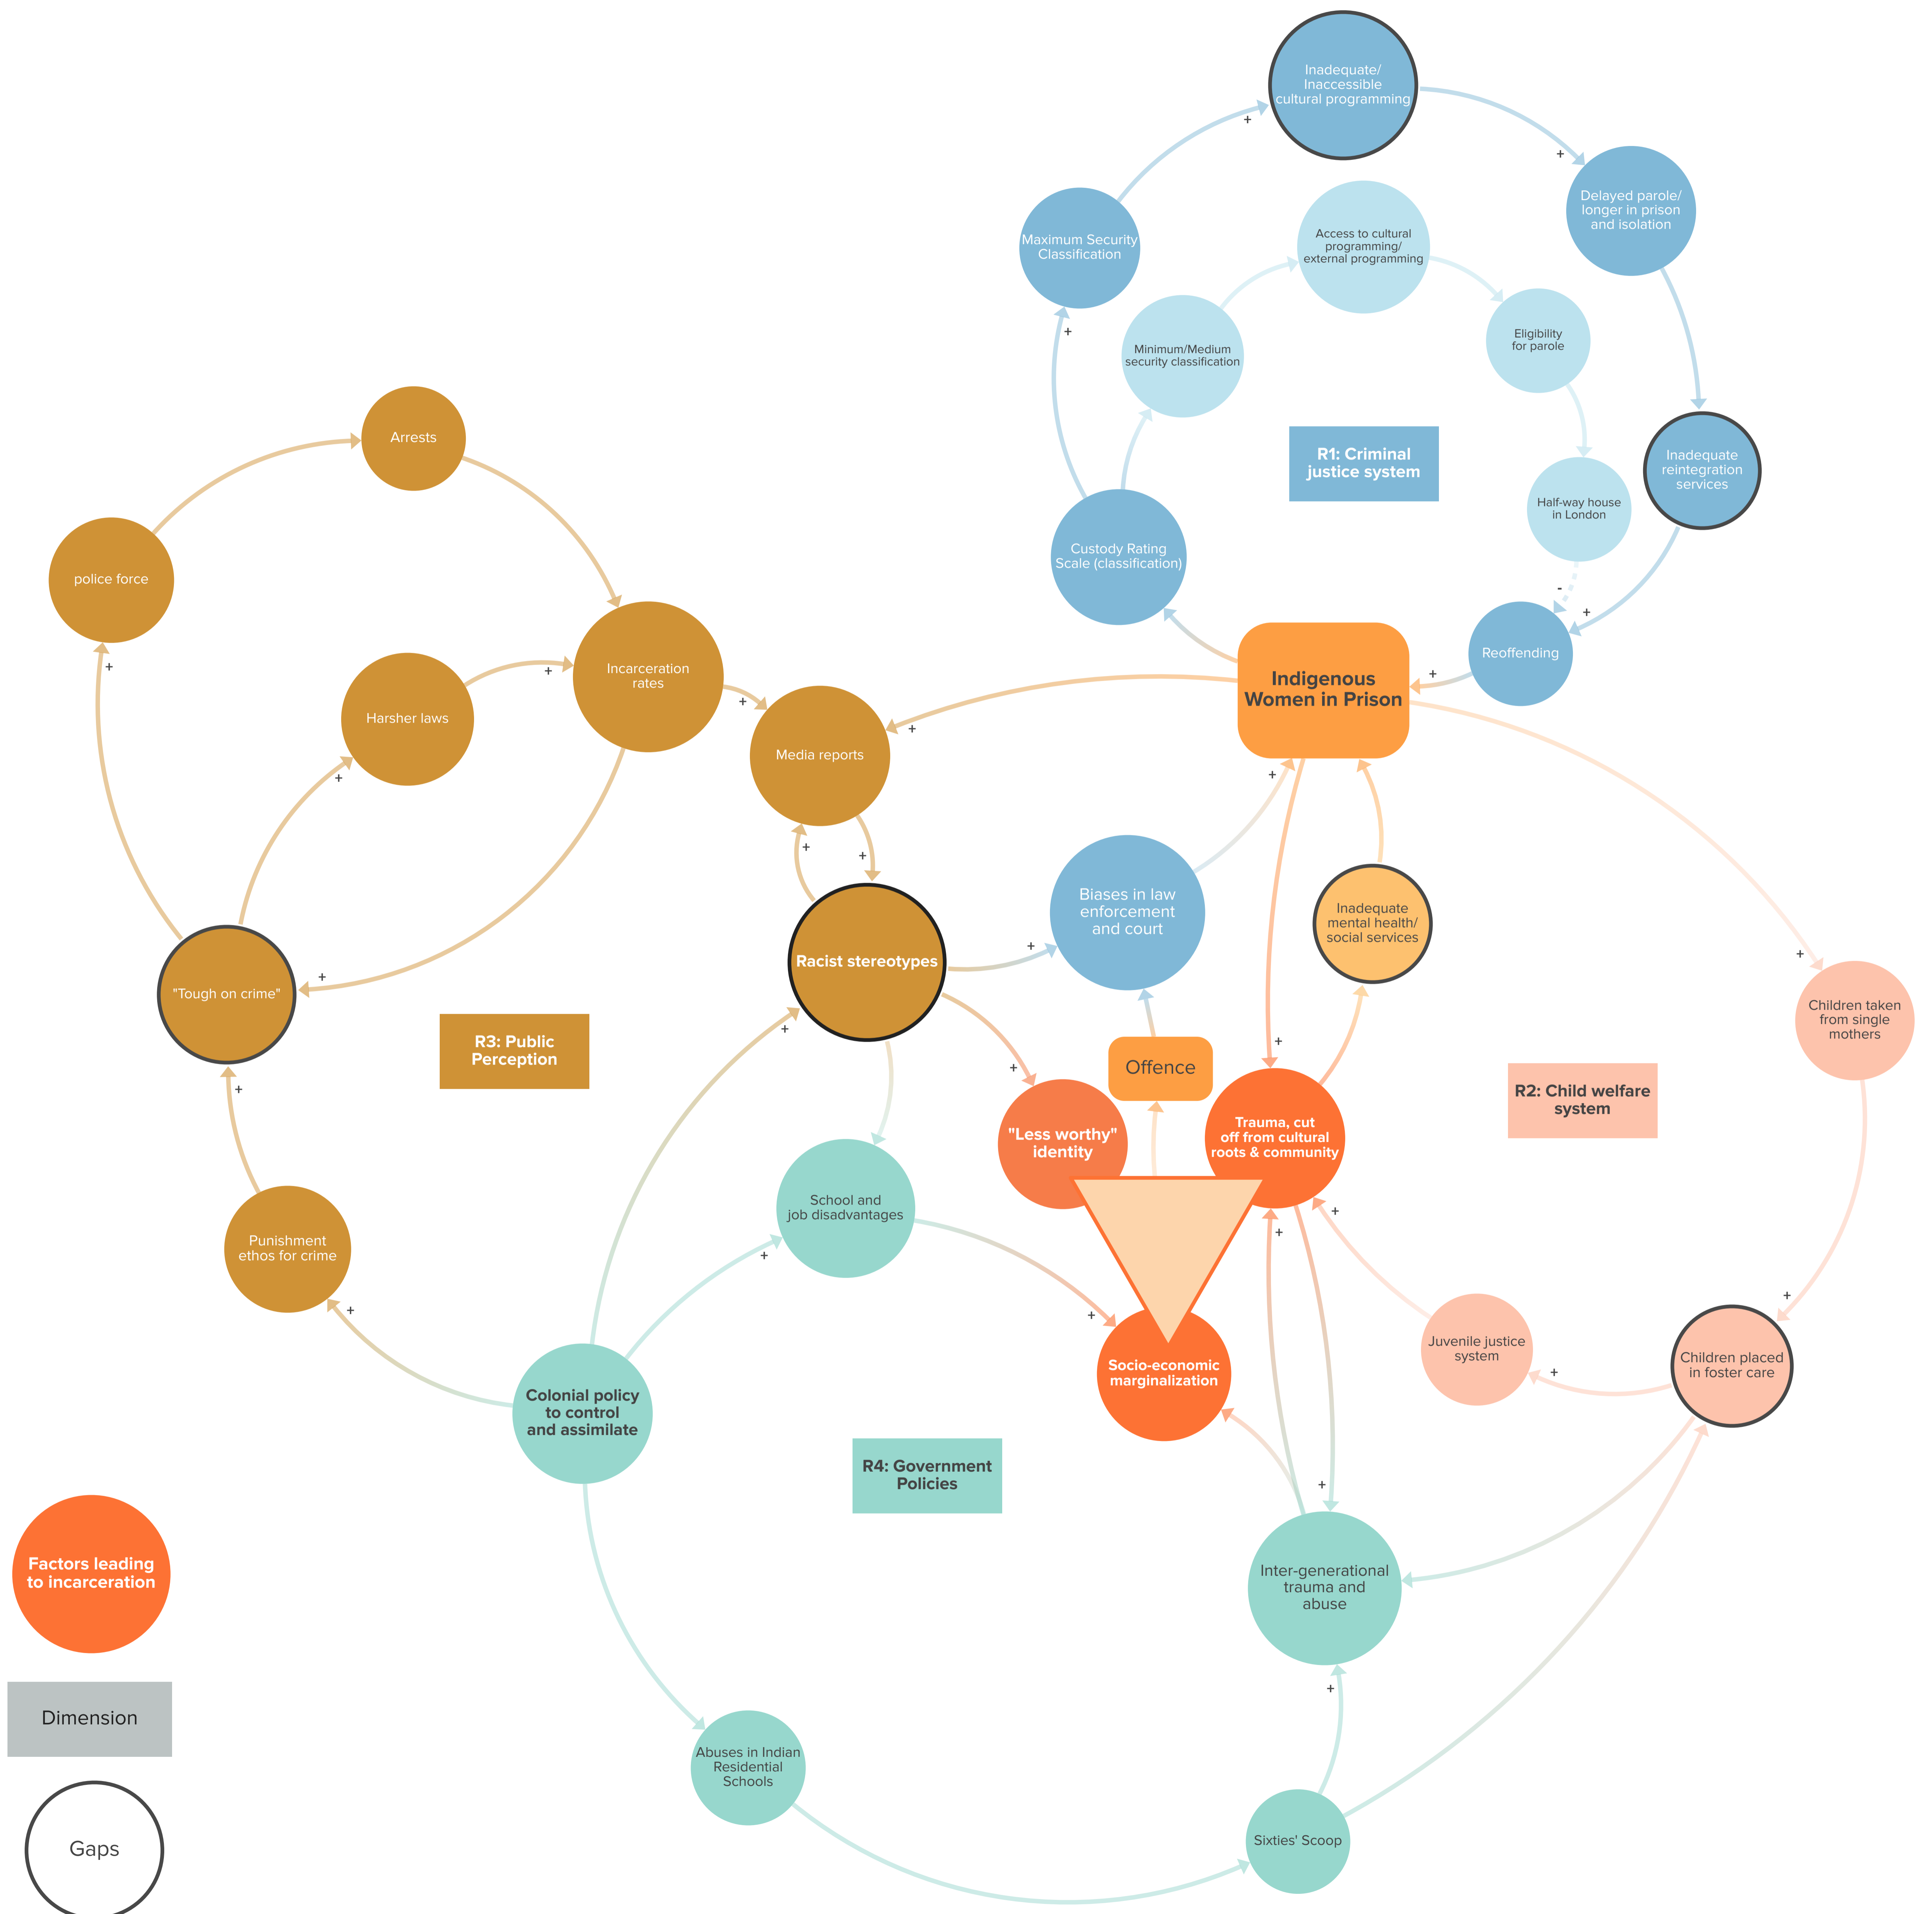 Inadequate/
Inaccessible
cultural programming
+
+
Delayed parole/
longer in prison
and isolation
Maximum Security
Classification
Access to cultural
programming/
external programming
+
Minimum/Medium
security classification
Eligibility
for parole
R1: Criminal
justice system
Inadequate
reintegration
services
Half-way house
in London
Custody Rating
Scale (classification)
-
+
Reoffending
+
Indigenous
Women in Prison
Arrests
police force
+
Incarceration
rates
+
Harsher laws
+
+
Media reports
+
+
+
+
+
Biases in law
enforcement
and court
Inadequate
mental health/
social services
+
Racist stereotypes
+
"Tough on crime"
+
Children taken
from single
mothers
R3: Public
Perception
+
+
Offence
+
+
R2: Child welfare
system
"Less worthy"
identity
Trauma, cut
off from cultural
roots & community
School and
job disadvantages
+
+
+
Punishment
ethos for crime
+
+
+
Juvenile justice
system
Children placed
in foster care
+
Socio-economic
marginalization
Colonial policy
to control
and assimilate
R4: Government
Policies
+
Inter-generational
trauma and
abuse
+
Factors leading
to incarceration
Dimension
Abuses in Indian
Residential
Schools
Sixties' Scoop
Gaps